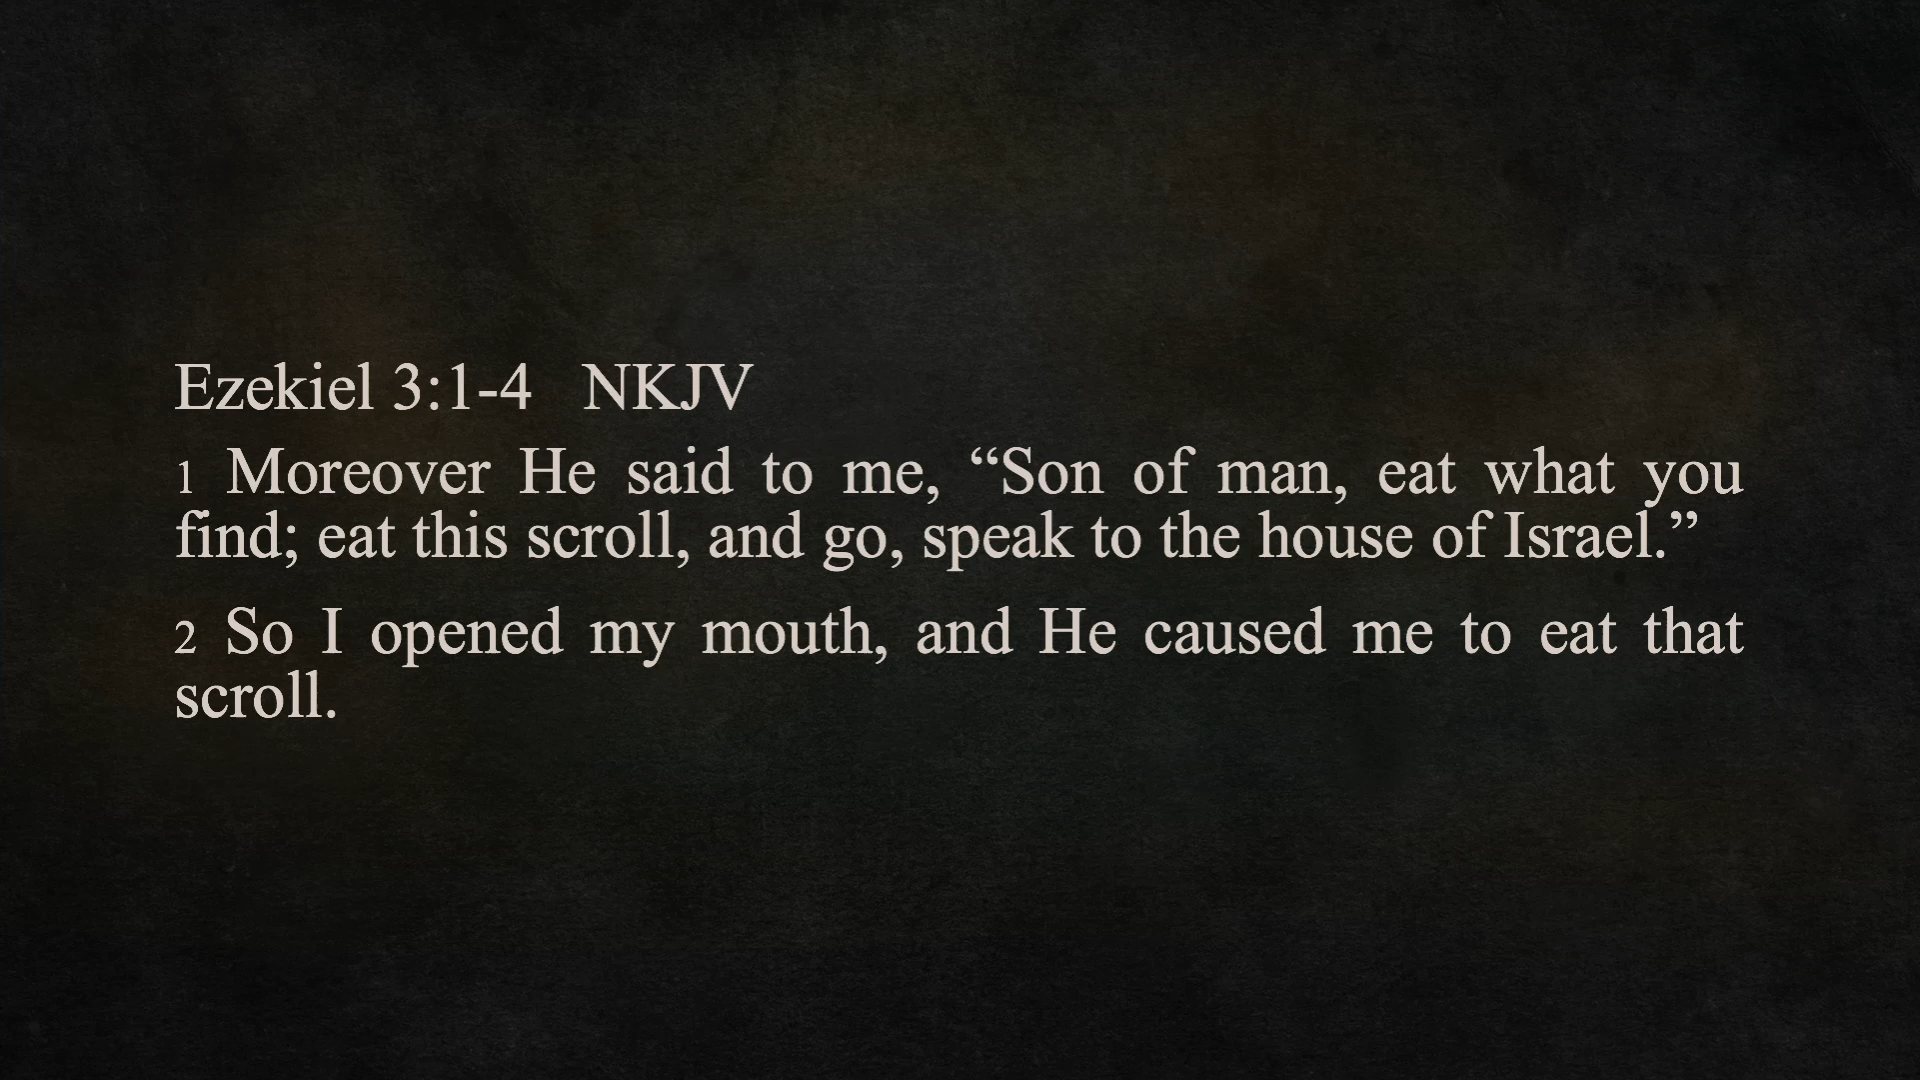 Ezekiel 3:1-4   NKJV
1 Moreover He said to me, “Son of man, eat what you
find; eat this scroll, and go, speak to the house of Israel.”
2 So I opened my mouth, and He caused me to eat that
scroll.